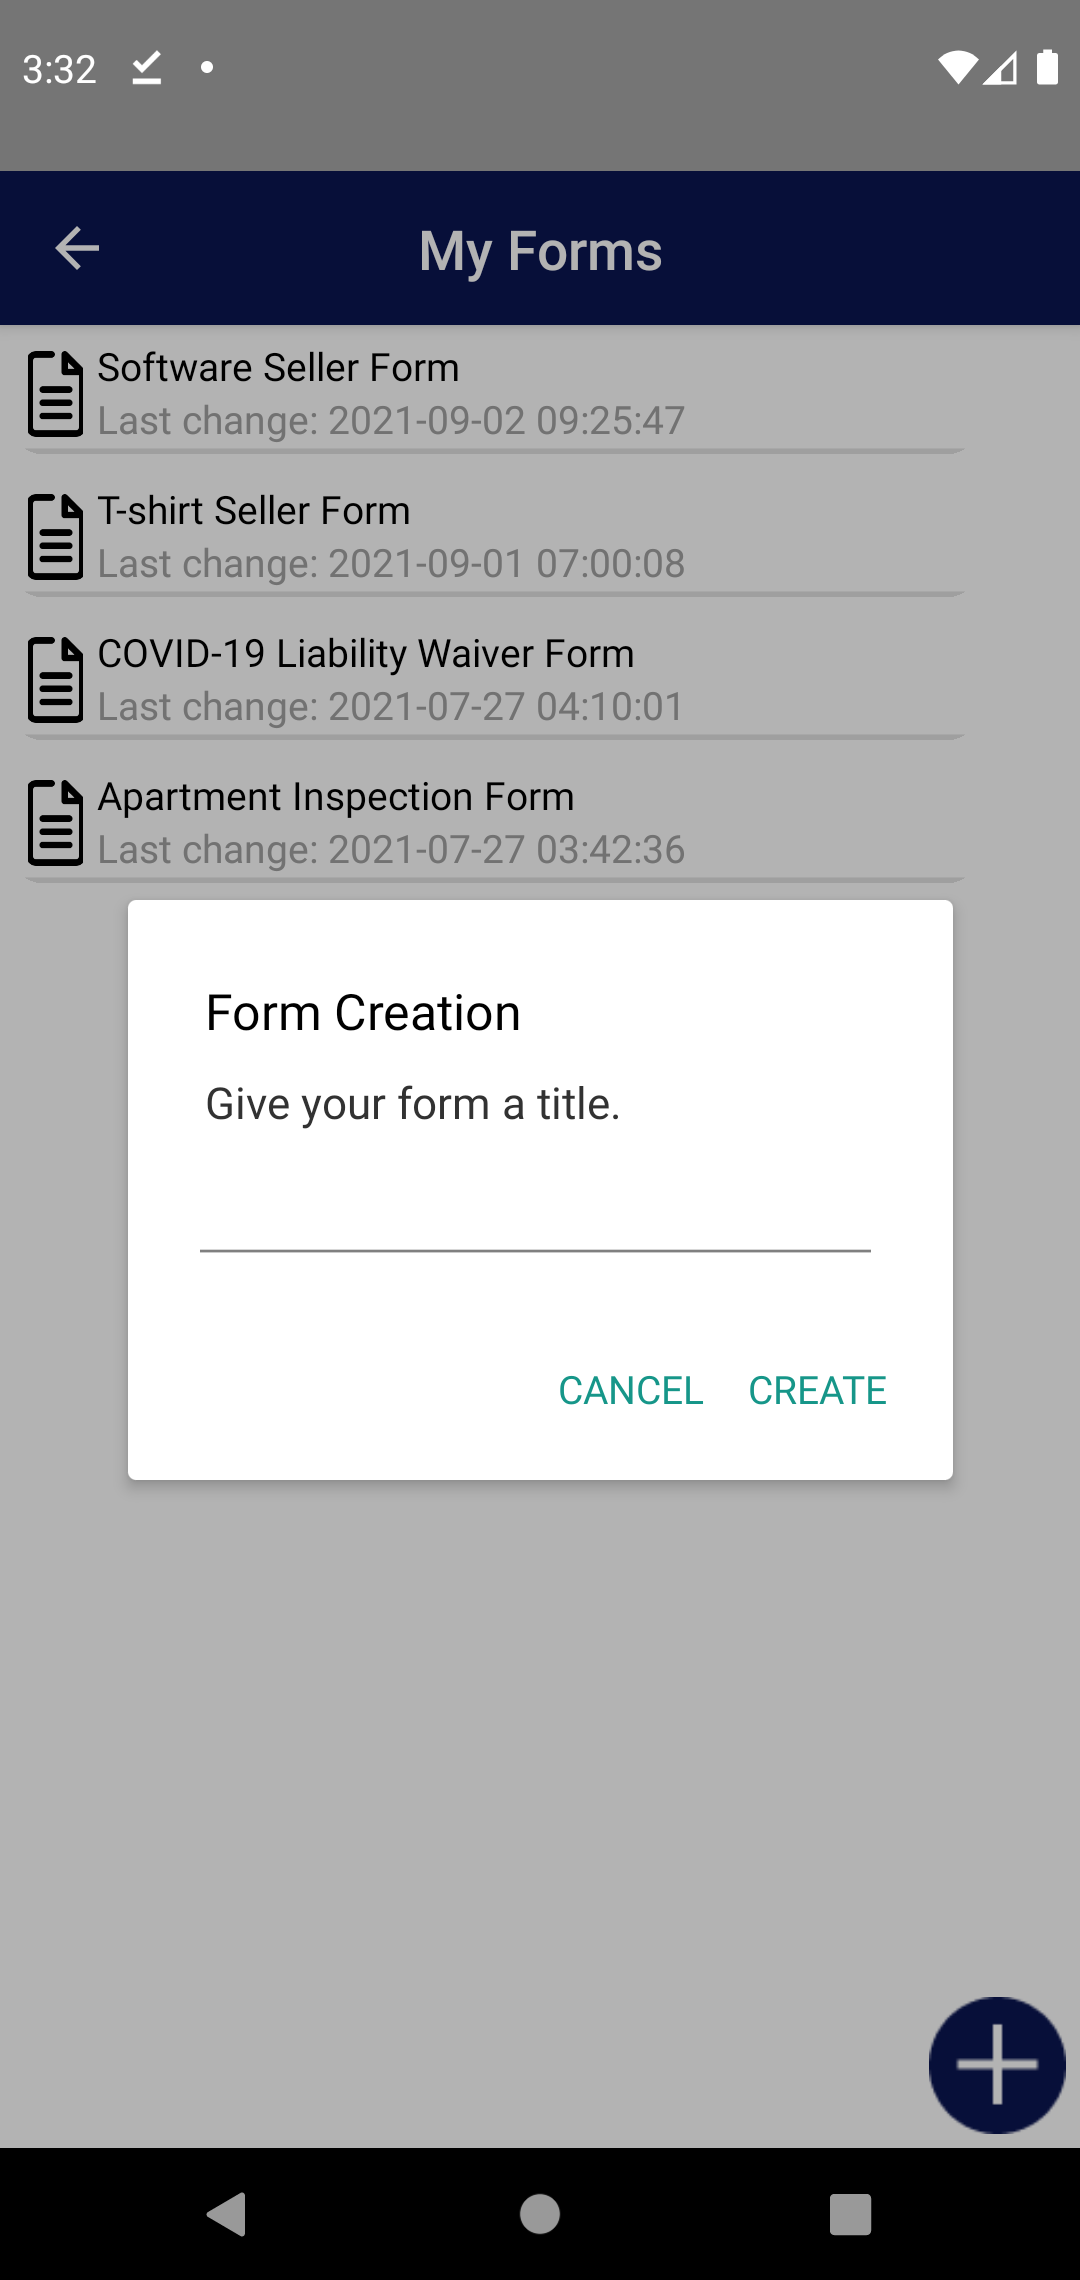 3:32
My Forms
Software Seller Form
Last change: 2021-09-02 09:25:47
T-shirt Seller Form
Last change: 2021-09-01 07:00:08
COVID-19 Liability Waiver Form
Last change: 2021-07-27 04:10:01
Apartment Inspection Form
Last change: 2021-07-27 03:42:36
Form Creation
Give your form a title.
CANCEL CREATE